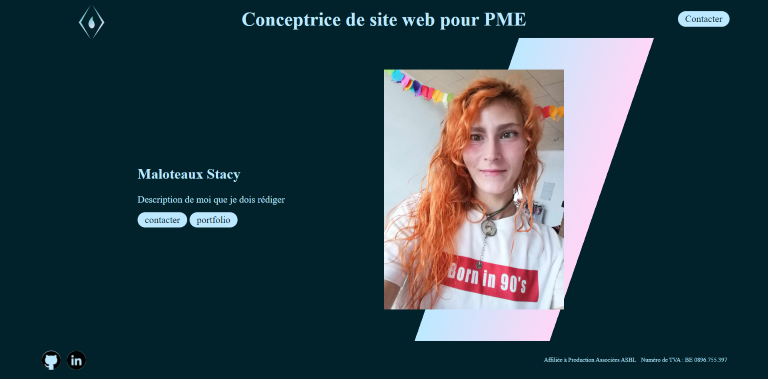 Conceptrice de site web pour PME
Contacter
Maloteaux Stacy
Description de moi que je dois rédiger
contacter
portfolio
Born in 90's
in
Affiliée à Production Associées ASBL Numéro de TVA : BE 0896.755.397